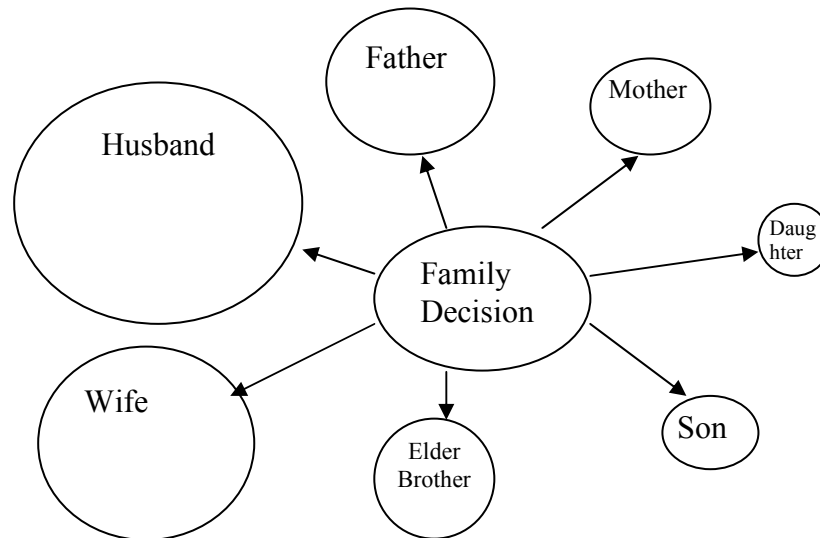 Father
Mother
Husband
Daug
hter
Family
Decision
Wife
Son
Elder
Brother